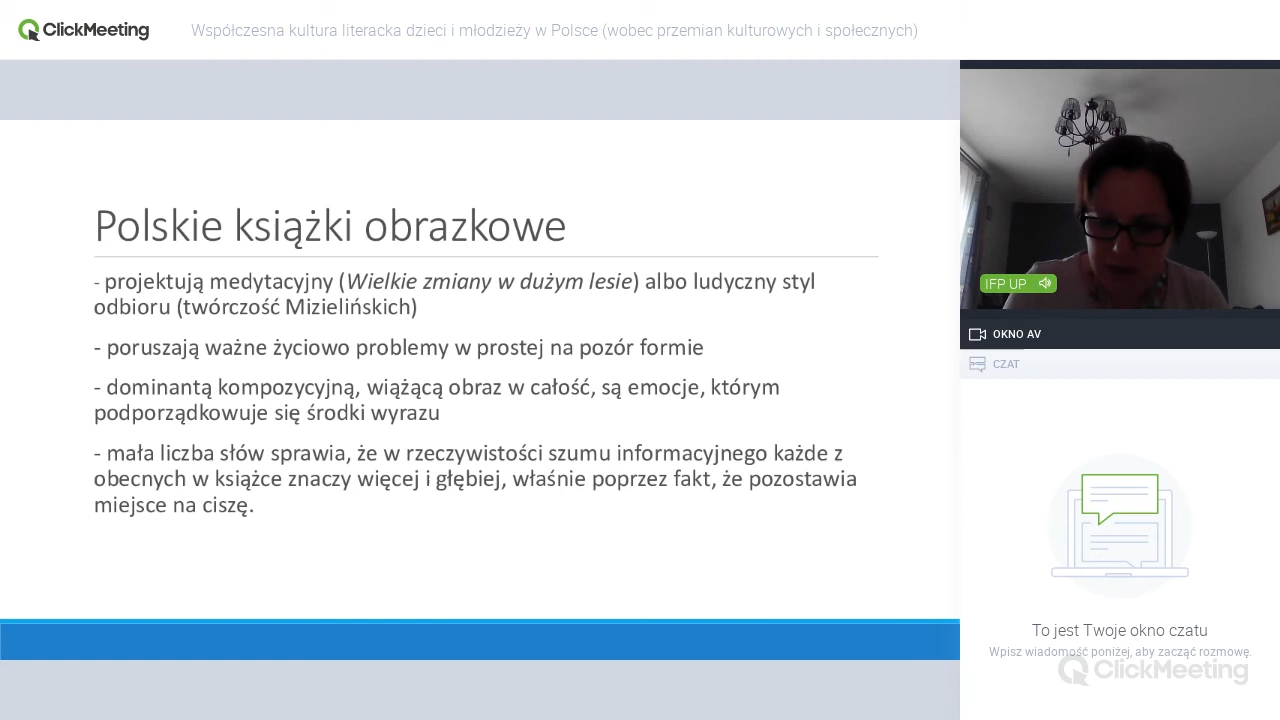 ClickMeeting
Współczesna kultura literacka dzieci i młodzieży w Polsce (wobec przemian kulturowych i społecznych)
Polskie książki obrazkowe
- projektują medytacyjny (Wielkie zmiany w dużym lesie) albo ludyczny styl
odbioru (twórczość Mizielińskich)
- poruszają ważne życiowo problemy w prostej na pozór formie
- dominantą kompozycyjną, wiążącą obraz w całość, są emocje, którym
podporządkowuje się środki wyrazu
- mała liczba słów sprawia, że w rzeczywistości szumu informacyjnego każde z
obecnych w książce znaczy więcej i głębiej, właśnie poprzez fakt, że pozostawia
miejsce na ciszę.
IFP UP
OKNO AV
CZAT
To jest Twoje okno czatu
Wpisz wiadomość poniżej, aby zacząć rozmowę.
ClickMeeting